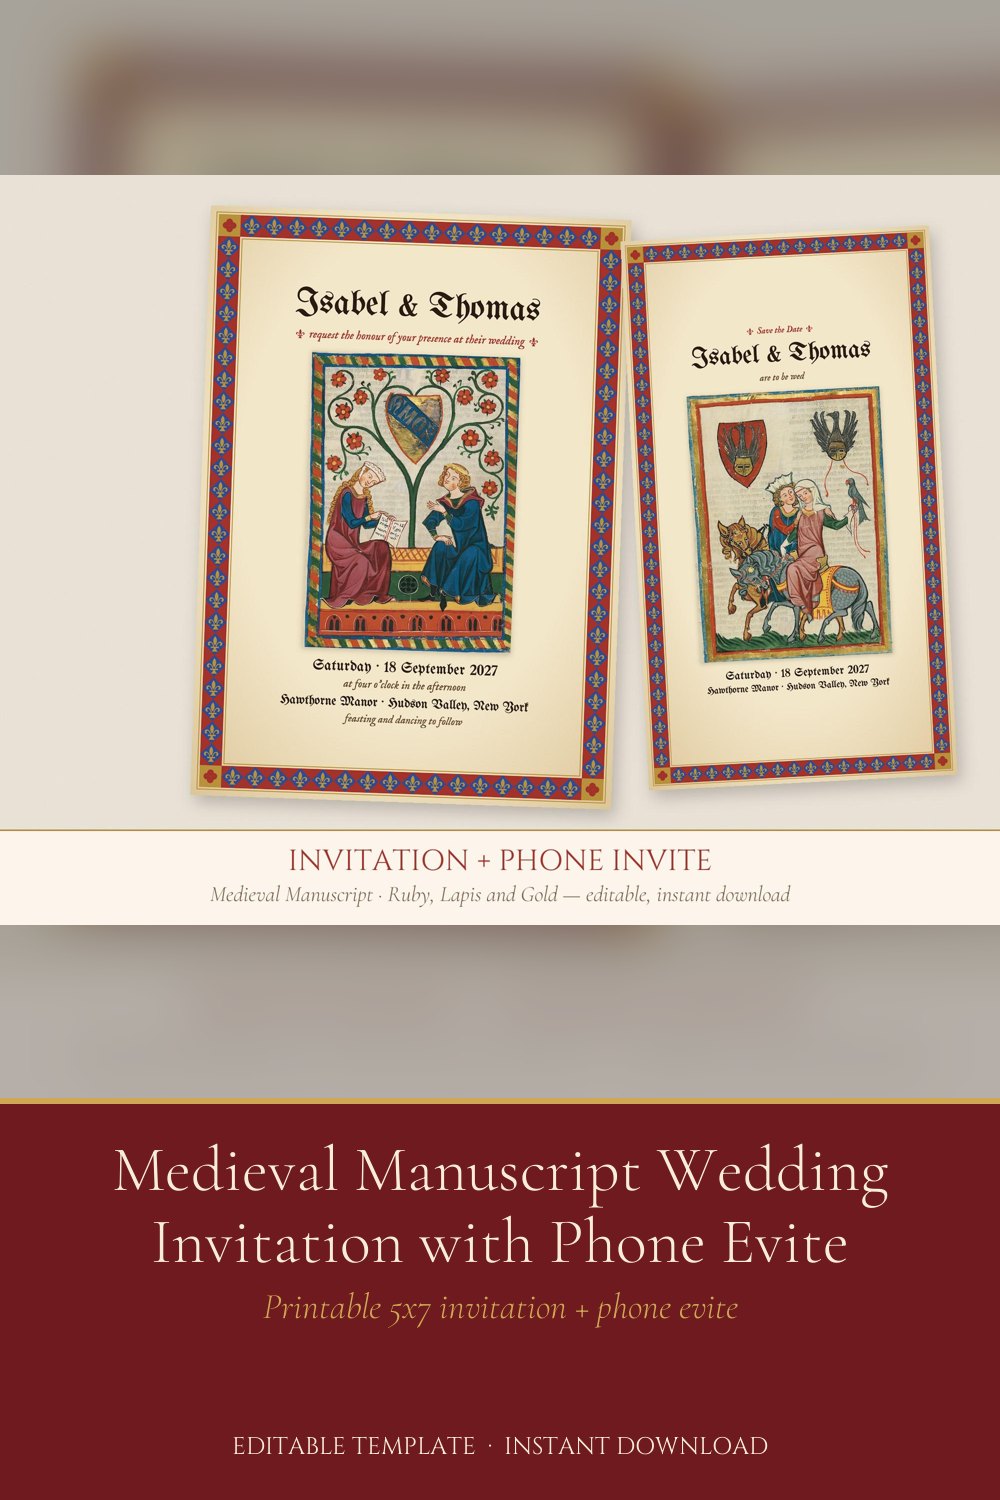 Isabel & Thomas
request the honour of your presence at their wedding
AMOR
Saturday · 18 September 2027
at four o'clock in the afternoon
Hawthorne Manor · Hudson Valley, New York
feasting and dancing to follow
Save the Date
Isabel & Thomas
are to be wed
Saturday · 18 September 2027
Hawthorne Manor · Hudson Valley, New York
INVITATION + PHONE INVITE
Medieval Manuscript · Ruby, Lapis and Gold — editable, instant download
Medieval Manuscript Wedding
Invitation with Phone Evite
Printable 5x7 invitation + phone evite
EDITABLE TEMPLATE · INSTANT DOWNLOAD